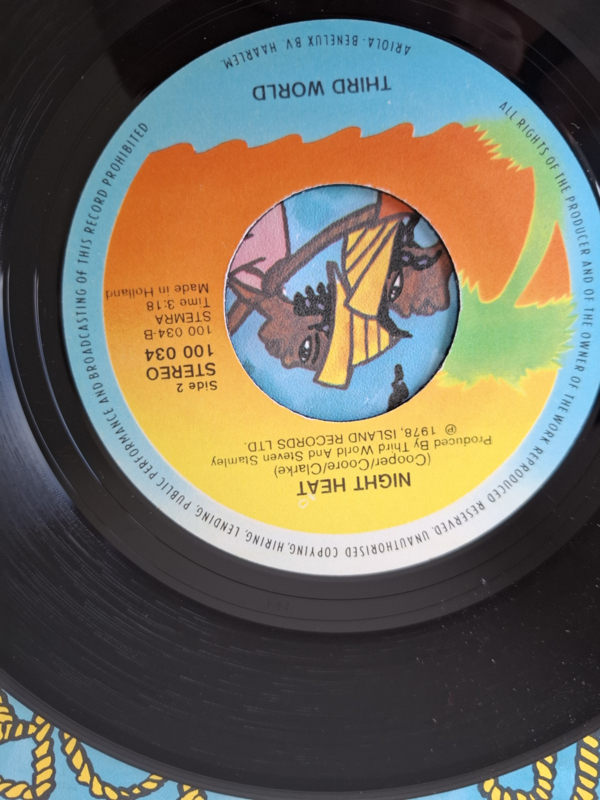 NIGHT HEAT
(Cooper/Coore/Clarke)
Produced By Third World And Steven Stamley
℗ 1978, ISLAND RECORDS LTD.
Side 2
STEREO
100 034
100 034-B
STEMRA
Time 3:18
Made in Holland
THIRD WORLD
ARIOLA-BENELUX B.V. HAARLEM.
ALL RIGHTS OF THE PRODUCER AND OF THE OWNER OF THE WORK REPRODUCED RESERVED. UNAUTHORISED COPYING, HIRING, LENDING, PUBLIC PERFORMANCE AND BROADCASTING OF THIS RECORD PROHIBITED